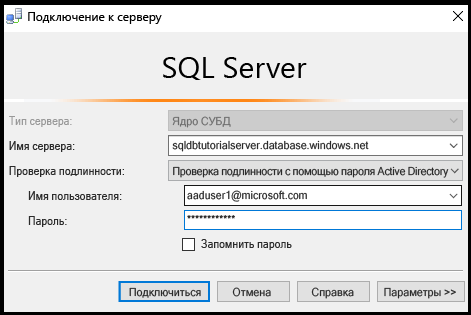 Подключение к серверу
SQL Server
Тип сервера: Ядро СУБД
Имя сервера: sqldbtutorialserver.database.windows.net
Проверка подлинности: Проверка подлинности с помощью пароля Active Directory
Имя пользователя: aaduser1@microsoft.com
Пароль: ************
Запомнить пароль
Подключиться Отмена Справка Параметры >>